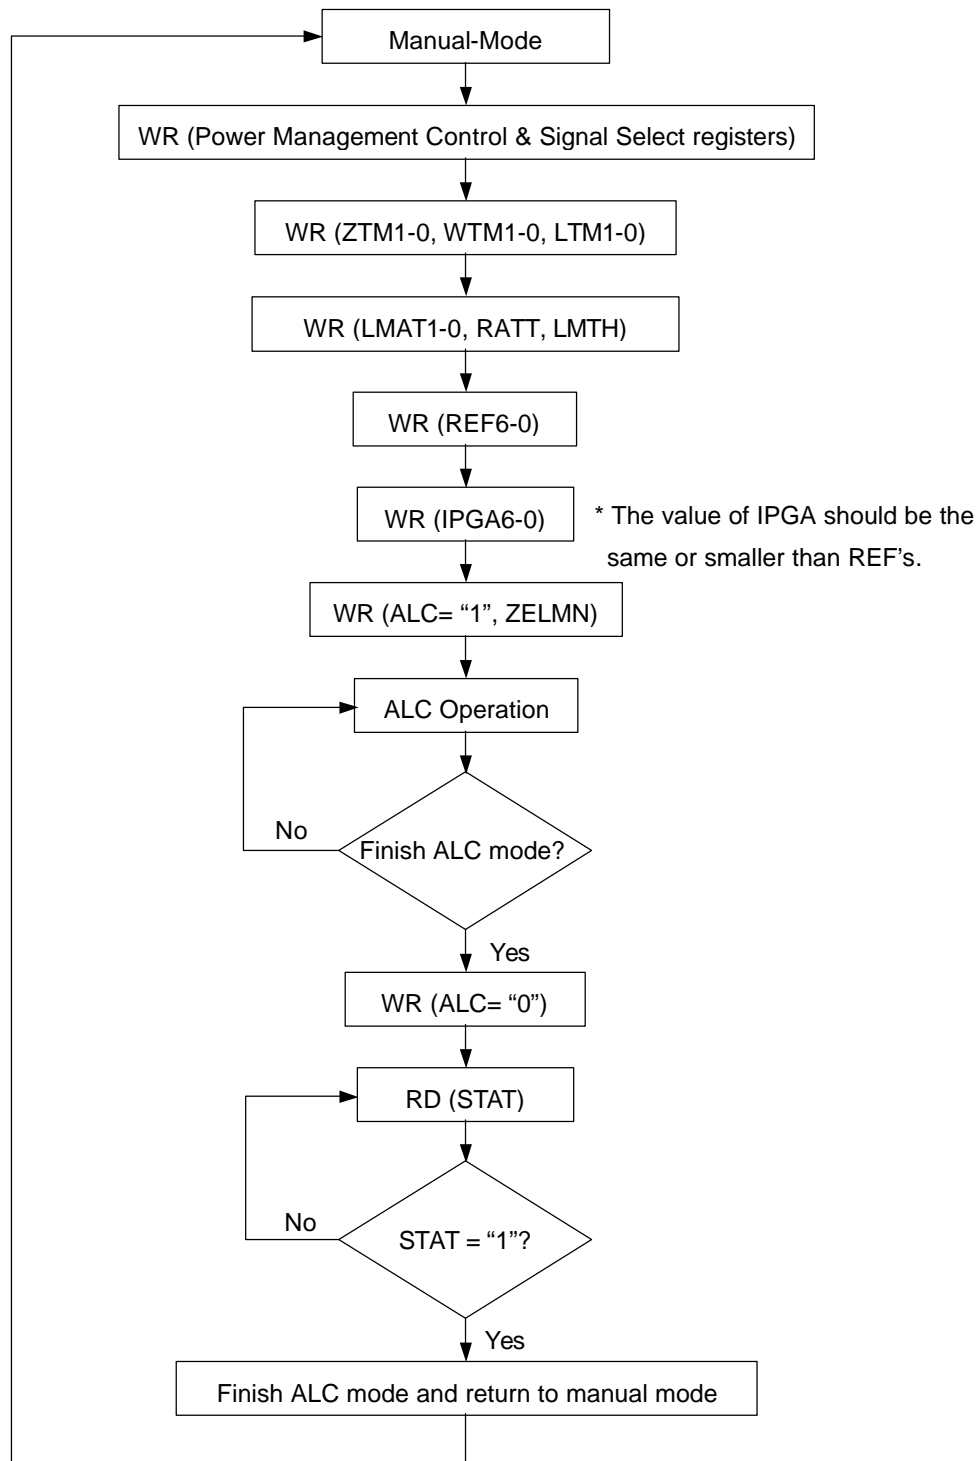 Manual-Mode
WR (Power Management Control & Signal Select registers)
WR (ZTM1-0, WTM1-0, LTM1-0)
WR (LMAT1-0, RATT, LMTH)
WR (REF6-0)
WR (IPGA6-0)
* The value of IPGA should be the
same or smaller than REF’s.
WR (ALC= “1”, ZELMN)
ALC Operation
No
Finish ALC mode?
Yes
WR (ALC= “0”)
RD (STAT)
No
STAT = “1”?
Yes
Finish ALC mode and return to manual mode